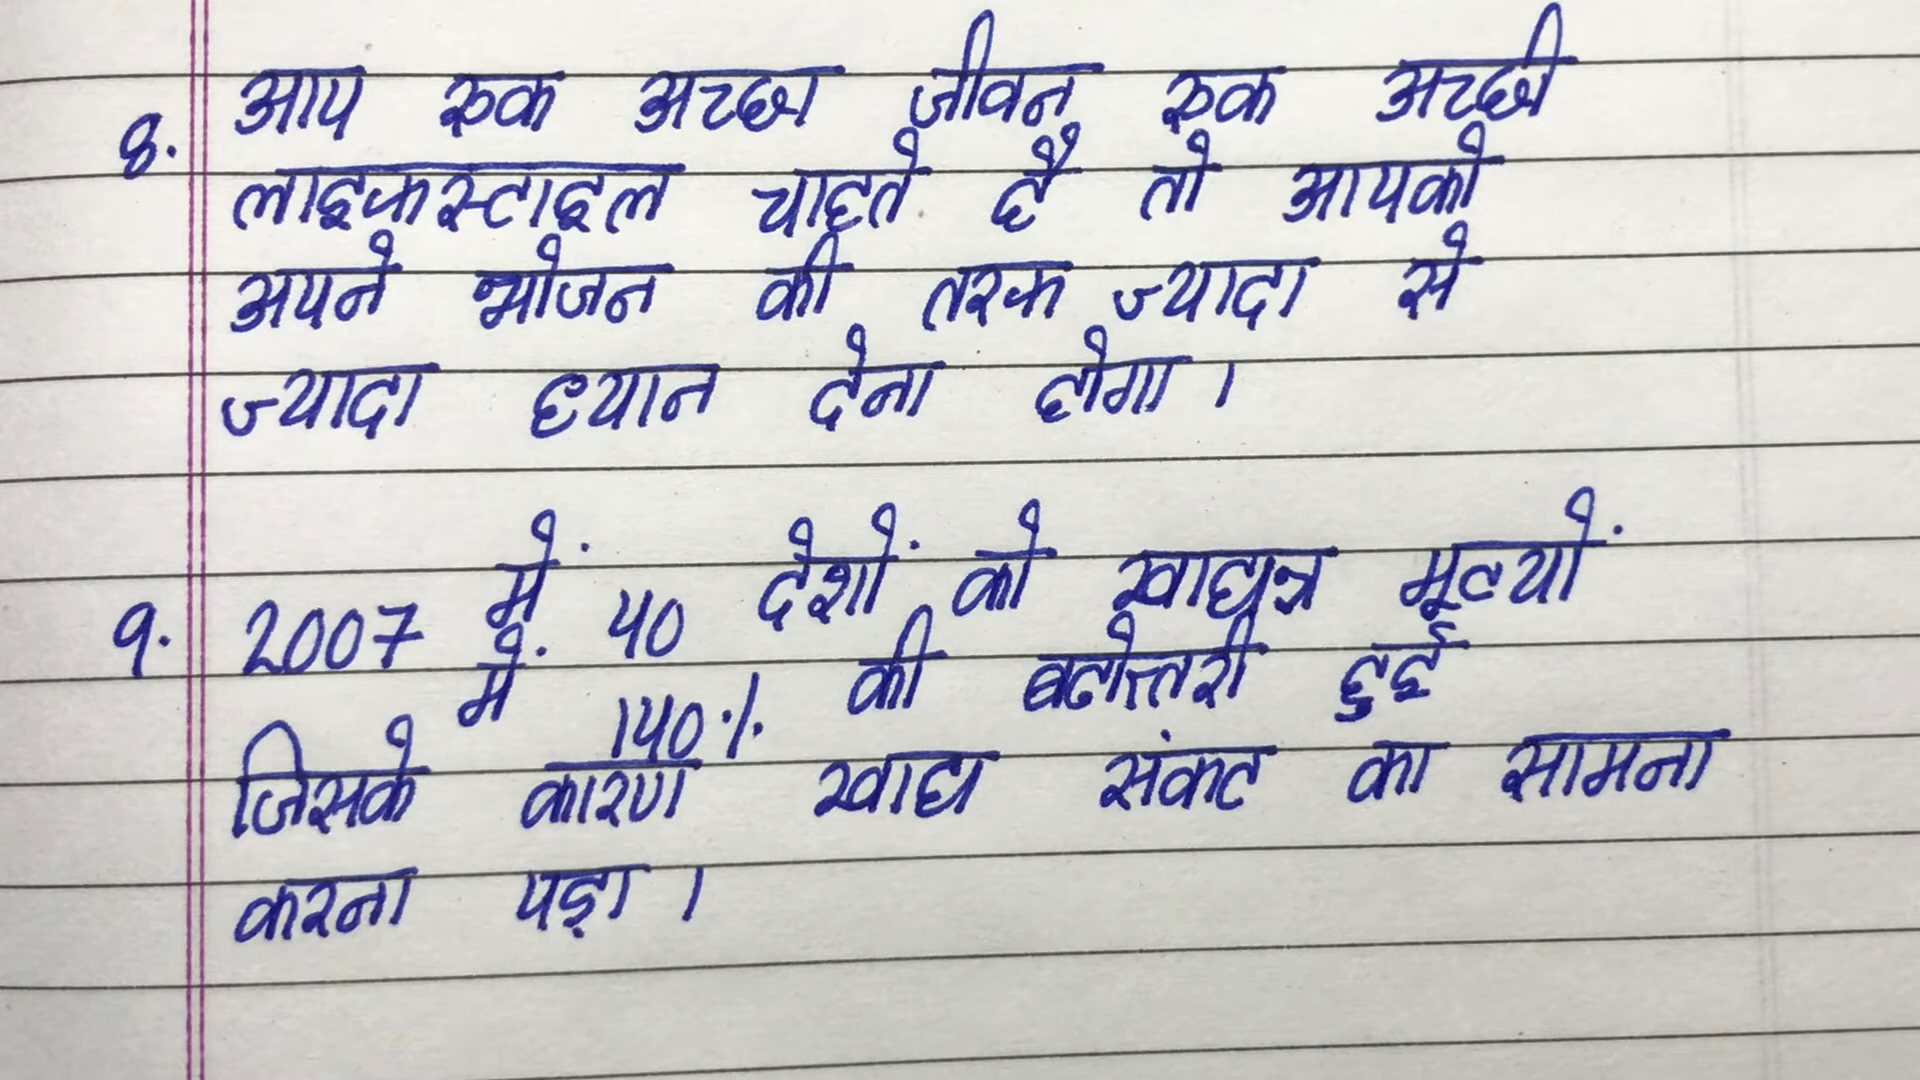 8. आप एक अच्छा जीवन, एक अच्छी
लाइफस्टाइल चाहते हैं तो आपको
अपने भोजन की तरफ ज्यादा से
ज्यादा ध्यान देना होगा।
9. 2007 में 40 देशों को खाद्यन्न मूल्यों
में 140% की बढोत्तरी हुई
जिसके कारण खाद्य संकट का सामना
करना पड़ा।